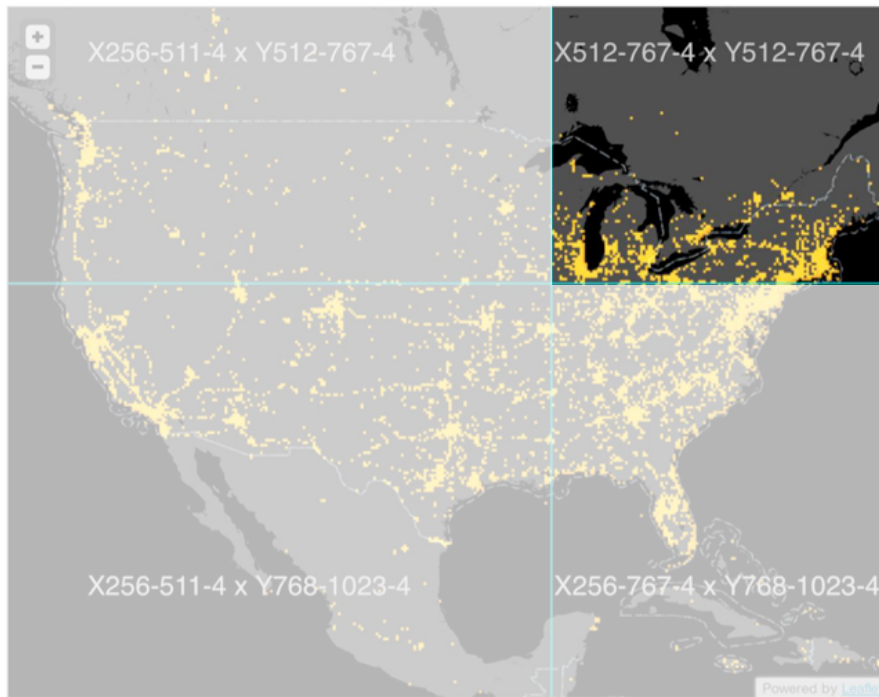 +
−
X256-511-4 x Y512-767-4
X512-767-4 x Y512-767-4
X256-511-4 x Y768-1023-4
X256-767-4 x Y768-1023-4
Powered by Leafle